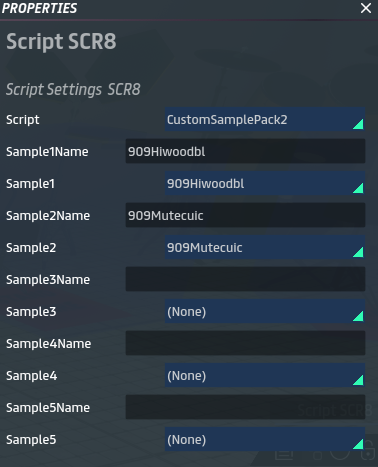 PROPERTIES
Script SCR8
Script Settings SCR8
Script CustomSamplePack2
Sample1Name 909Hiwoodbl
Sample1 909Hiwoodbl
Sample2Name 909Mutecuic
Sample2 909Mutecuic
Sample3Name
Sample3 (None)
Sample4Name
Sample4 (None)
Sample5Name
Script SCR8
Sample5 (None)